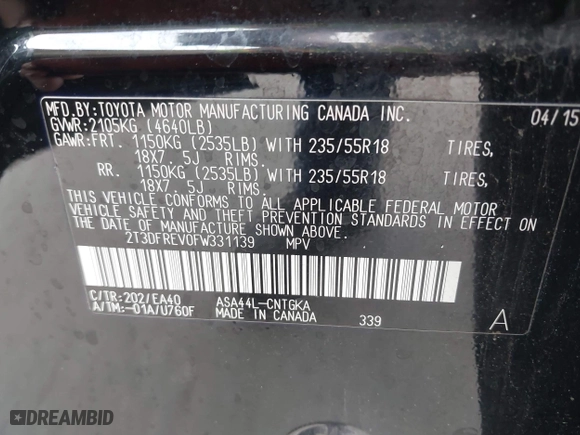 MFD.BY:TOYOTA MOTOR MANUFACTURING CANADA INC. 04/15
GVWR:2105KG (4640LB)
GAWR:FRT. 1150KG (2535LB) WITH 235/55R18 TIRES,
18X7. 5J RIMS.
RR. 1150KG (2535LB) WITH 235/55R18 TIRES,
18X7. 5J RIMS.
THIS VEHICLE CONFORMS TO ALL APPLICABLE FEDERAL MOTOR
VEHICLE SAFETY AND THEFT PREVENTION STANDARDS IN EFFECT ON
THE DATE OF MANUFACTURE SHOWN ABOVE.
2T3DFREV0FW331139 MPV
C/TR:202/EA40 ASA44L-CNTGKA
A/TM:-01A/U760F MADE IN CANADA 339 A
DREAMBID